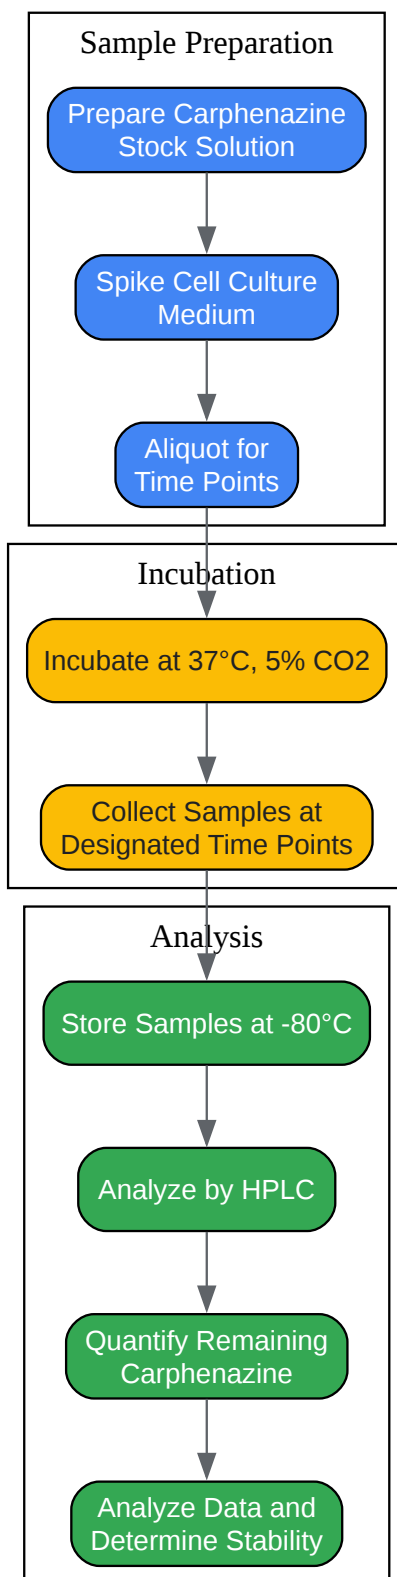 Sample Preparation
Prepare Carphenazine
Stock Solution
Spike Cell Culture
Medium
Aliquot for
Time Points
Incubation
Incubate at 37°C, 5% CO2
Collect Samples at
Designated Time Points
Analysis
Store Samples at -80°C
Analyze by HPLC
Quantify Remaining
Carphenazine
Analyze Data and
Determine Stability